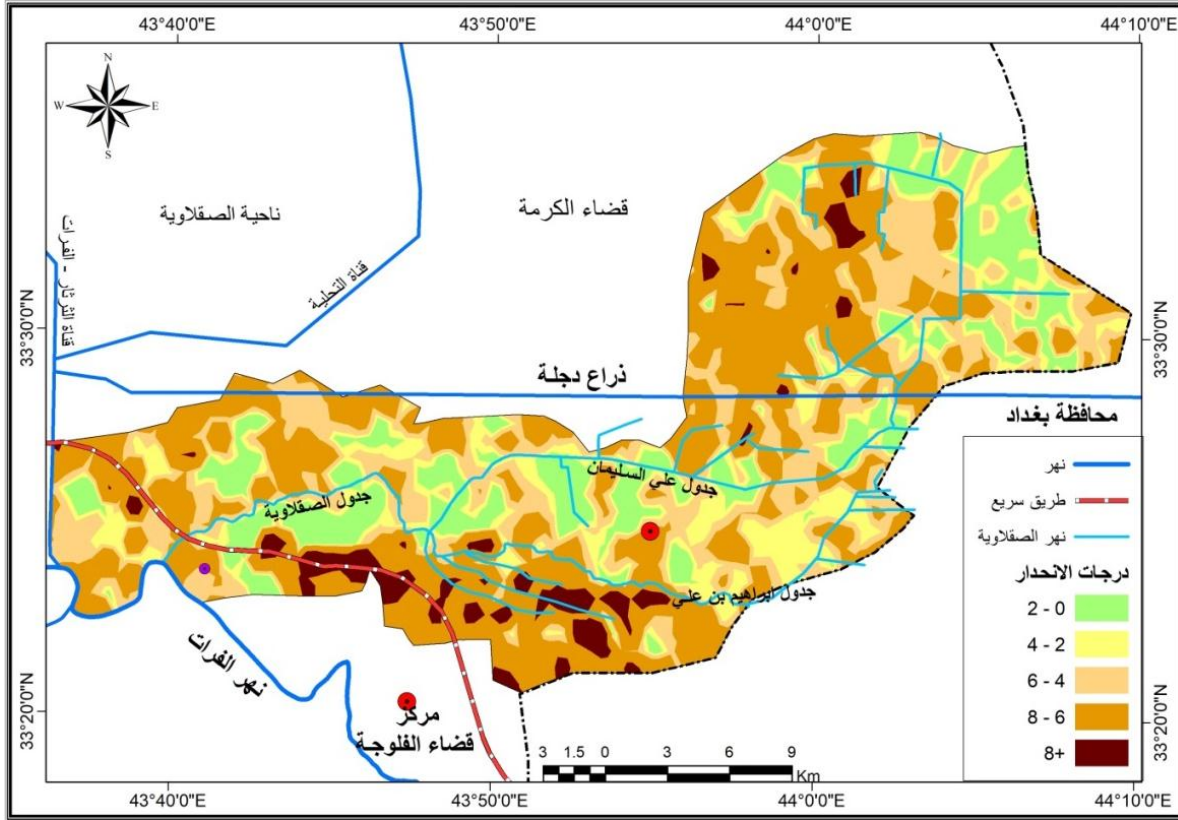 43°40'0"E
43°50'0"E
44°0'0"E
44°10'0"E
N
W
E
S
ناحية الصقلاوية
قضاء الكرمة
قناة الثرثار - الفرات
قناة التحلية
33°30'0"N
33°30'0"N
ذراع دجلة
محافظة بغداد
جدول علي السليمان
جدول الصقلاوية
جدول ابراهيم بن علي
نهر الفرات
مركز
قضاء الفلوجة
نهر
طريق سريع
نهر الصقلاوية
درجات الانحدار
2 - 0
4 - 2
6 - 4
8 - 6
8+
33°20'0"N
33°20'0"N
3 1.5 0 3 6 9
Km
43°40'0"E
43°50'0"E
44°0'0"E
44°10'0"E